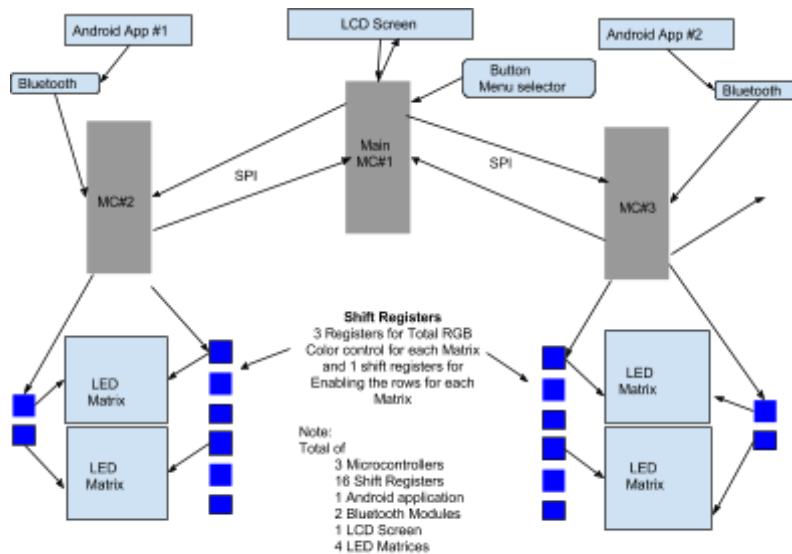 Android App #1
LCD Screen
Android App #2
Bluetooth
Button
Menu selector
Bluetooth
Main
MC#1
SPI
SPI
MC#2
MC#3
Shift Registers
3 Registers for Total RGB
Color control for each Matrix
and 1 shift registers for
Enabling the rows for each
Matrix
LED
Matrix
LED
Matrix
LED
Matrix
LED
Matrix
Note:
Total of
3 Microcontrollers
16 Shift Registers
1 Android application
2 Bluetooth Modules
1 LCD Screen
4 LED Matrices